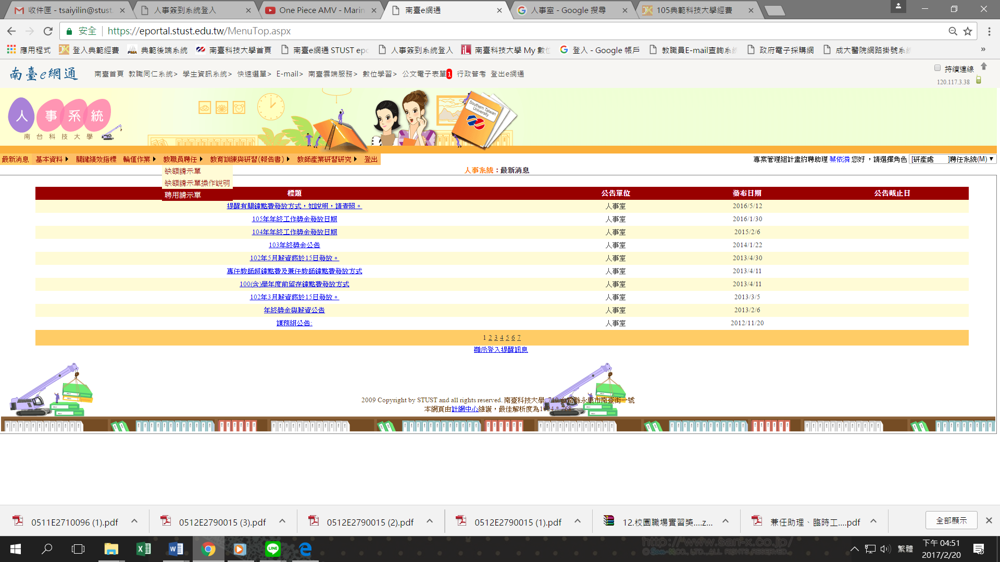 收件匣 - tsaiyilin@stust.
人事簽到系統登入
One Piece AMV - Marin
南臺e網通
人事室 - Google 搜尋
105典範科技大學經費
安全
https://eportal.stust.edu.tw/MenuTop.aspx
應用程式
登入典範經費
典範後端系統
南臺科技大學首頁
南臺e網通 STUST epo
人事簽到系統登入
南臺科技大學 My 數位
登入 - Google 帳戶
教職員E-mail查詢系統
政府電子採購網
成大醫院網路掛號系統
»
南臺e網通
南臺首頁 教職同仁系統> 學生資訊系統> 快速選單> E-mail> 南臺雲端服務> 數位學習> 公文電子表單1 行政管考 登出e網通
持續連線
120.117.3.38
人事系統
南台科技大學
Southern Taiwan University
最新消息 基本資料 關鍵績效指標 輪值作業 教職員聘任 教育訓練與研習(報告書) 教師產業研習研究 登出
專案管理組計畫約聘助理 蔡依潾 您好 ，請選擇角色 [研產處 ]聘任系統(M)
缺額請示單
缺額請示單操作說明
聘用請示單
人事系統：最新消息
標題 公告單位 發布日期 公告截止日
提醒有關鐘點費發放方式，如說明，請查照。 人事室 2016/5/12
105年年終工作獎金發放日期 人事室 2016/1/30
104年年終工作獎金發放日期 人事室 2015/2/6
103年終獎金公告 人事室 2014/1/22
102年5月薪資將於15日發放。 人事室 2013/4/30
專任教師超鐘點費及兼任教師鐘點費發放方式 人事室 2013/4/11
100(含)學年度前留存鐘點費發放方式 人事室 2013/4/11
102年3月薪資將於15日發放。 人事室 2013/3/5
年終獎金與薪資公告 人事室 2013/2/6
課務組公告: 人事室 2012/11/20
1 2 3 4 5 6 7
顯示登入提醒訊息
2009 Copyright by STUST and all rights reserved. 南臺科技大學 710 台南縣永康市南臺街一號
本網頁由計網中心維護，最佳解析度為1024 * 768
0511E2710096 (1).pdf
0512E2790015 (3).pdf
0512E2790015 (2).pdf
0512E2790015 (1).pdf
12.校園職場實習獎....z...
兼任助理、臨時工....pdf
全部顯示
http://www.san-x.co.jp/
繁體
下午 04:51
2017/2/20